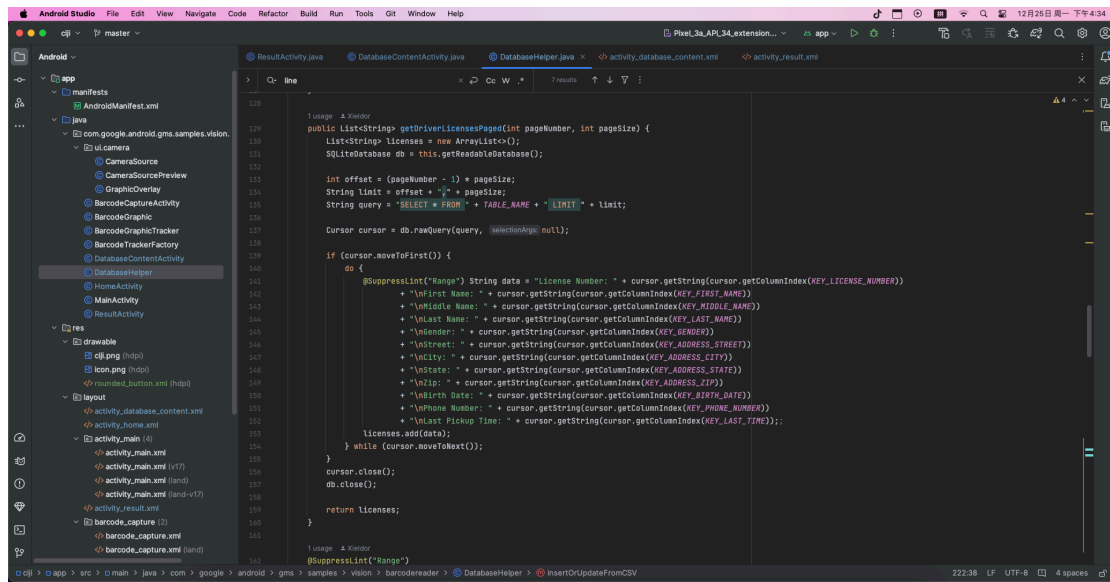 Android Studio File Edit View Navigate Code Refactor Build Run Tools Git Window Help 12月25日 周一 下午4:34
ciji master Pixel_3a_API_34_extension... app
Android
ResultActivity.java DatabaseContentActivity.java DatabaseHelper.java activity_database_content.xml activity_result.xml
line Cc W .* 7 results
app
manifests
AndroidManifest.xml
java
com.google.android.gms.samples.vision.
ui.camera
CameraSource
CameraSourcePreview
GraphicOverlay
BarcodeCaptureActivity
BarcodeGraphic
BarcodeGraphicTracker
BarcodeTrackerFactory
DatabaseContentActivity
DatabaseHelper
HomeActivity
MainActivity
ResultActivity
res
drawable
ciji.png (hdpi)
icon.png (hdpi)
rounded_button.xml (hdpi)
layout
activity_database_content.xml
activity_home.xml
activity_main (4)
activity_main.xml
activity_main.xml (v17)
activity_main.xml (land)
activity_main.xml (land-v17)
activity_result.xml
barcode_capture (2)
barcode_capture.xml
barcode_capture.xml (land)
4
128
1 usage Xieldor
129 public List<String> getDriverLicensesPaged(int pageNumber, int pageSize) {
130 List<String> licenses = new ArrayList<>();
131 SQLiteDatabase db = this.getReadableDatabase();
132
133 int offset = (pageNumber - 1) * pageSize;
134 String limit = offset + "," + pageSize;
135 String query = "SELECT * FROM " + TABLE_NAME + " LIMIT " + limit;
136
137 Cursor cursor = db.rawQuery(query, selectionArgs: null);
138
139 if (cursor.moveToFirst()) {
140 do {
141 @SuppressLint("Range") String data = "License Number: " + cursor.getString(cursor.getColumnIndex(KEY_LICENSE_NUMBER))
142 + "\nFirst Name: " + cursor.getString(cursor.getColumnIndex(KEY_FIRST_NAME))
143 + "\nMiddle Name: " + cursor.getString(cursor.getColumnIndex(KEY_MIDDLE_NAME))
144 + "\nLast Name: " + cursor.getString(cursor.getColumnIndex(KEY_LAST_NAME))
145 + "\nGender: " + cursor.getString(cursor.getColumnIndex(KEY_GENDER))
146 + "\nStreet: " + cursor.getString(cursor.getColumnIndex(KEY_ADDRESS_STREET))
147 + "\nCity: " + cursor.getString(cursor.getColumnIndex(KEY_ADDRESS_CITY))
148 + "\nState: " + cursor.getString(cursor.getColumnIndex(KEY_ADDRESS_STATE))
149 + "\nZip: " + cursor.getString(cursor.getColumnIndex(KEY_ADDRESS_ZIP))
150 + "\nBirth Date: " + cursor.getString(cursor.getColumnIndex(KEY_BIRTH_DATE))
151 + "\nPhone Number: " + cursor.getString(cursor.getColumnIndex(KEY_PHONE_NUMBER))
152 + "\nLast Pickup Time: " + cursor.getString(cursor.getColumnIndex(KEY_LAST_TIME));;
153 licenses.add(data);
154 } while (cursor.moveToNext());
155 }
156 cursor.close();
157 db.close();
158
159 return licenses;
160 }
161
1 usage Xieldor
162 @SuppressLint("Range")
ciji > app > src > main > java > com > google > android > gms > samples > vision > barcodereader > DatabaseHelper > insertOrUpdateFromCSV 222:38 LF UTF-8 4 spaces